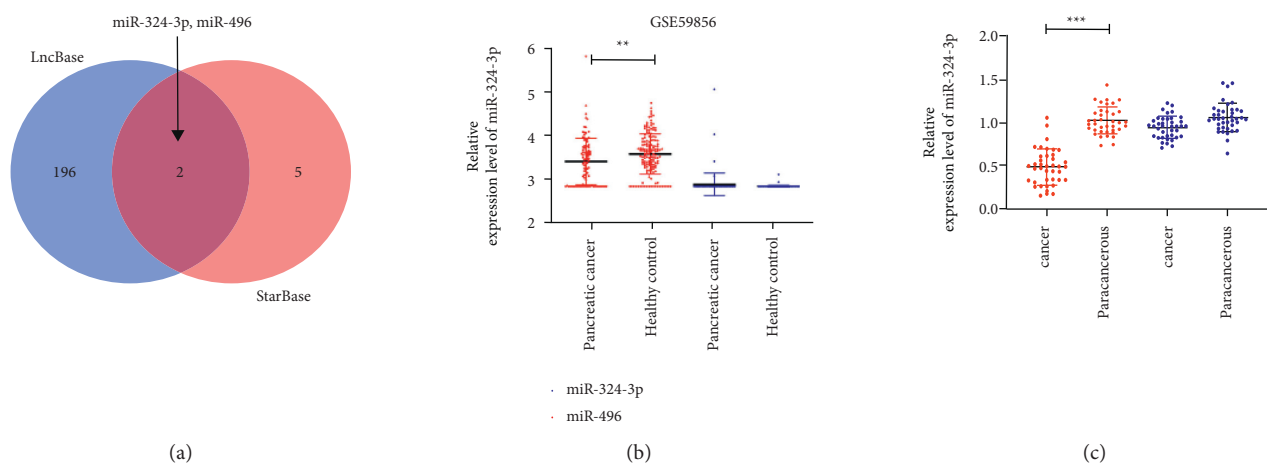 miR-324-3p, miR-496
LncBase
196
2
5
StarBase
(a)
GSE59856
Relative
expression level of miR-324-3p
6
5
4
3
2
**
Pancreatic cancer
Healthy control
Pancreatic cancer
Healthy control
miR-324-3p
miR-496
(b)
Relative
expression level of miR-324-3p
2.0
1.5
1.0
0.5
0.0
***
cancer
Paracancerous
cancer
Paracancerous
(c)